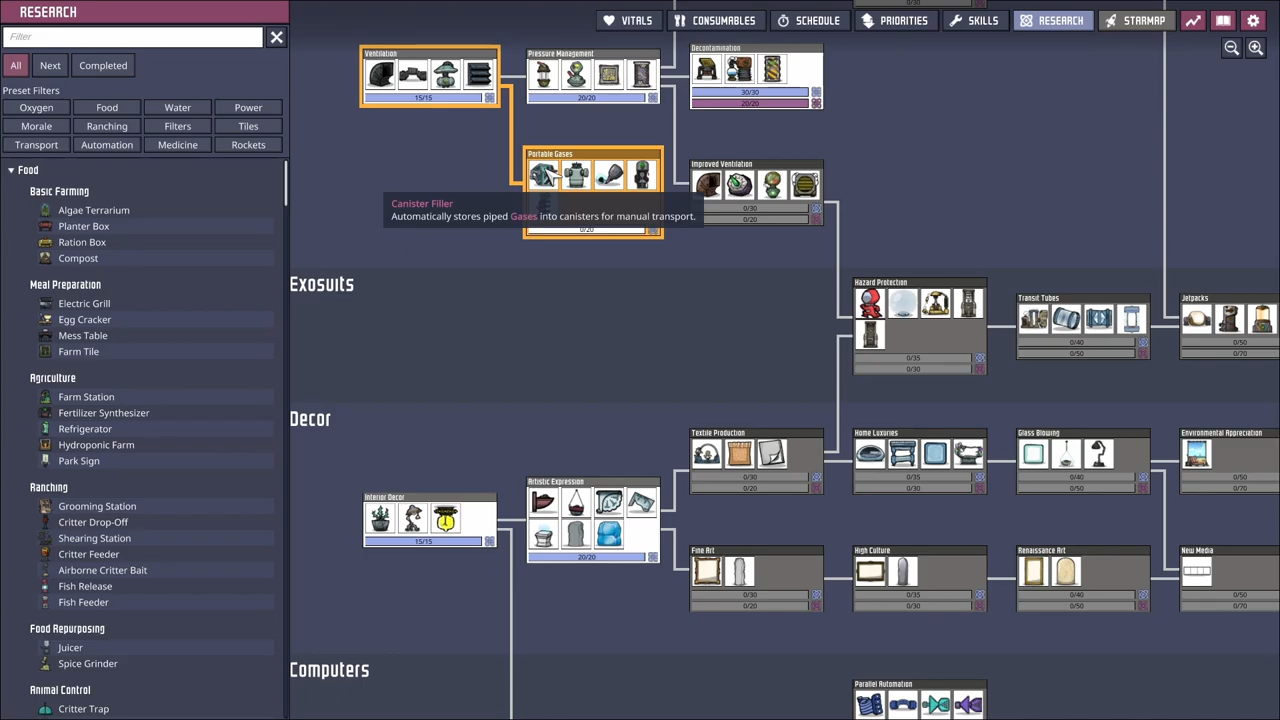 RESEARCH
VITALS
CONSUMABLES
SCHEDULE
PRIORITIES
SKILLS
RESEARCH
STARMAP
Filter
All
Next
Completed
Preset Filters:
Oxygen
Food
Water
Power
Morale
Ranching
Filters
Tiles
Transport
Automation
Medicine
Rockets
Food
Basic Farming
Algae Terrarium
Planter Box
Ration Box
Compost
Meal Preparation
Electric Grill
Egg Cracker
Mess Table
Farm Tile
Agriculture
Farm Station
Fertilizer Synthesizer
Refrigerator
Hydroponic Farm
Park Sign
Ranching
Grooming Station
Critter Drop-Off
Shearing Station
Critter Feeder
Airborne Critter Bait
Fish Release
Fish Feeder
Food Repurposing
Juicer
Spice Grinder
Animal Control
Critter Trap
Ventilation
15/15
Pressure Management
20/20
Decontamination
30/30
20/20
Portable Gases
0/20
Canister Filler
Automatically stores piped Gases into canisters for manual transport.
Improved Ventilation
0/30
0/20
Exosuits
Hazard Protection
0/35
0/30
Transit Tubes
0/40
0/50
Jetpacks
0/50
0/70
Decor
Interior Decor
15/15
Artistic Expression
20/20
Textile Production
0/30
0/20
Home Luxuries
0/35
0/30
Glass Blowing
0/40
0/50
Environmental Appreciation
0/50
0/70
Fine Art
0/30
0/20
High Culture
0/35
0/30
Renaissance Art
0/40
0/50
New Media
0/50
0/70
Computers
Parallel Automation